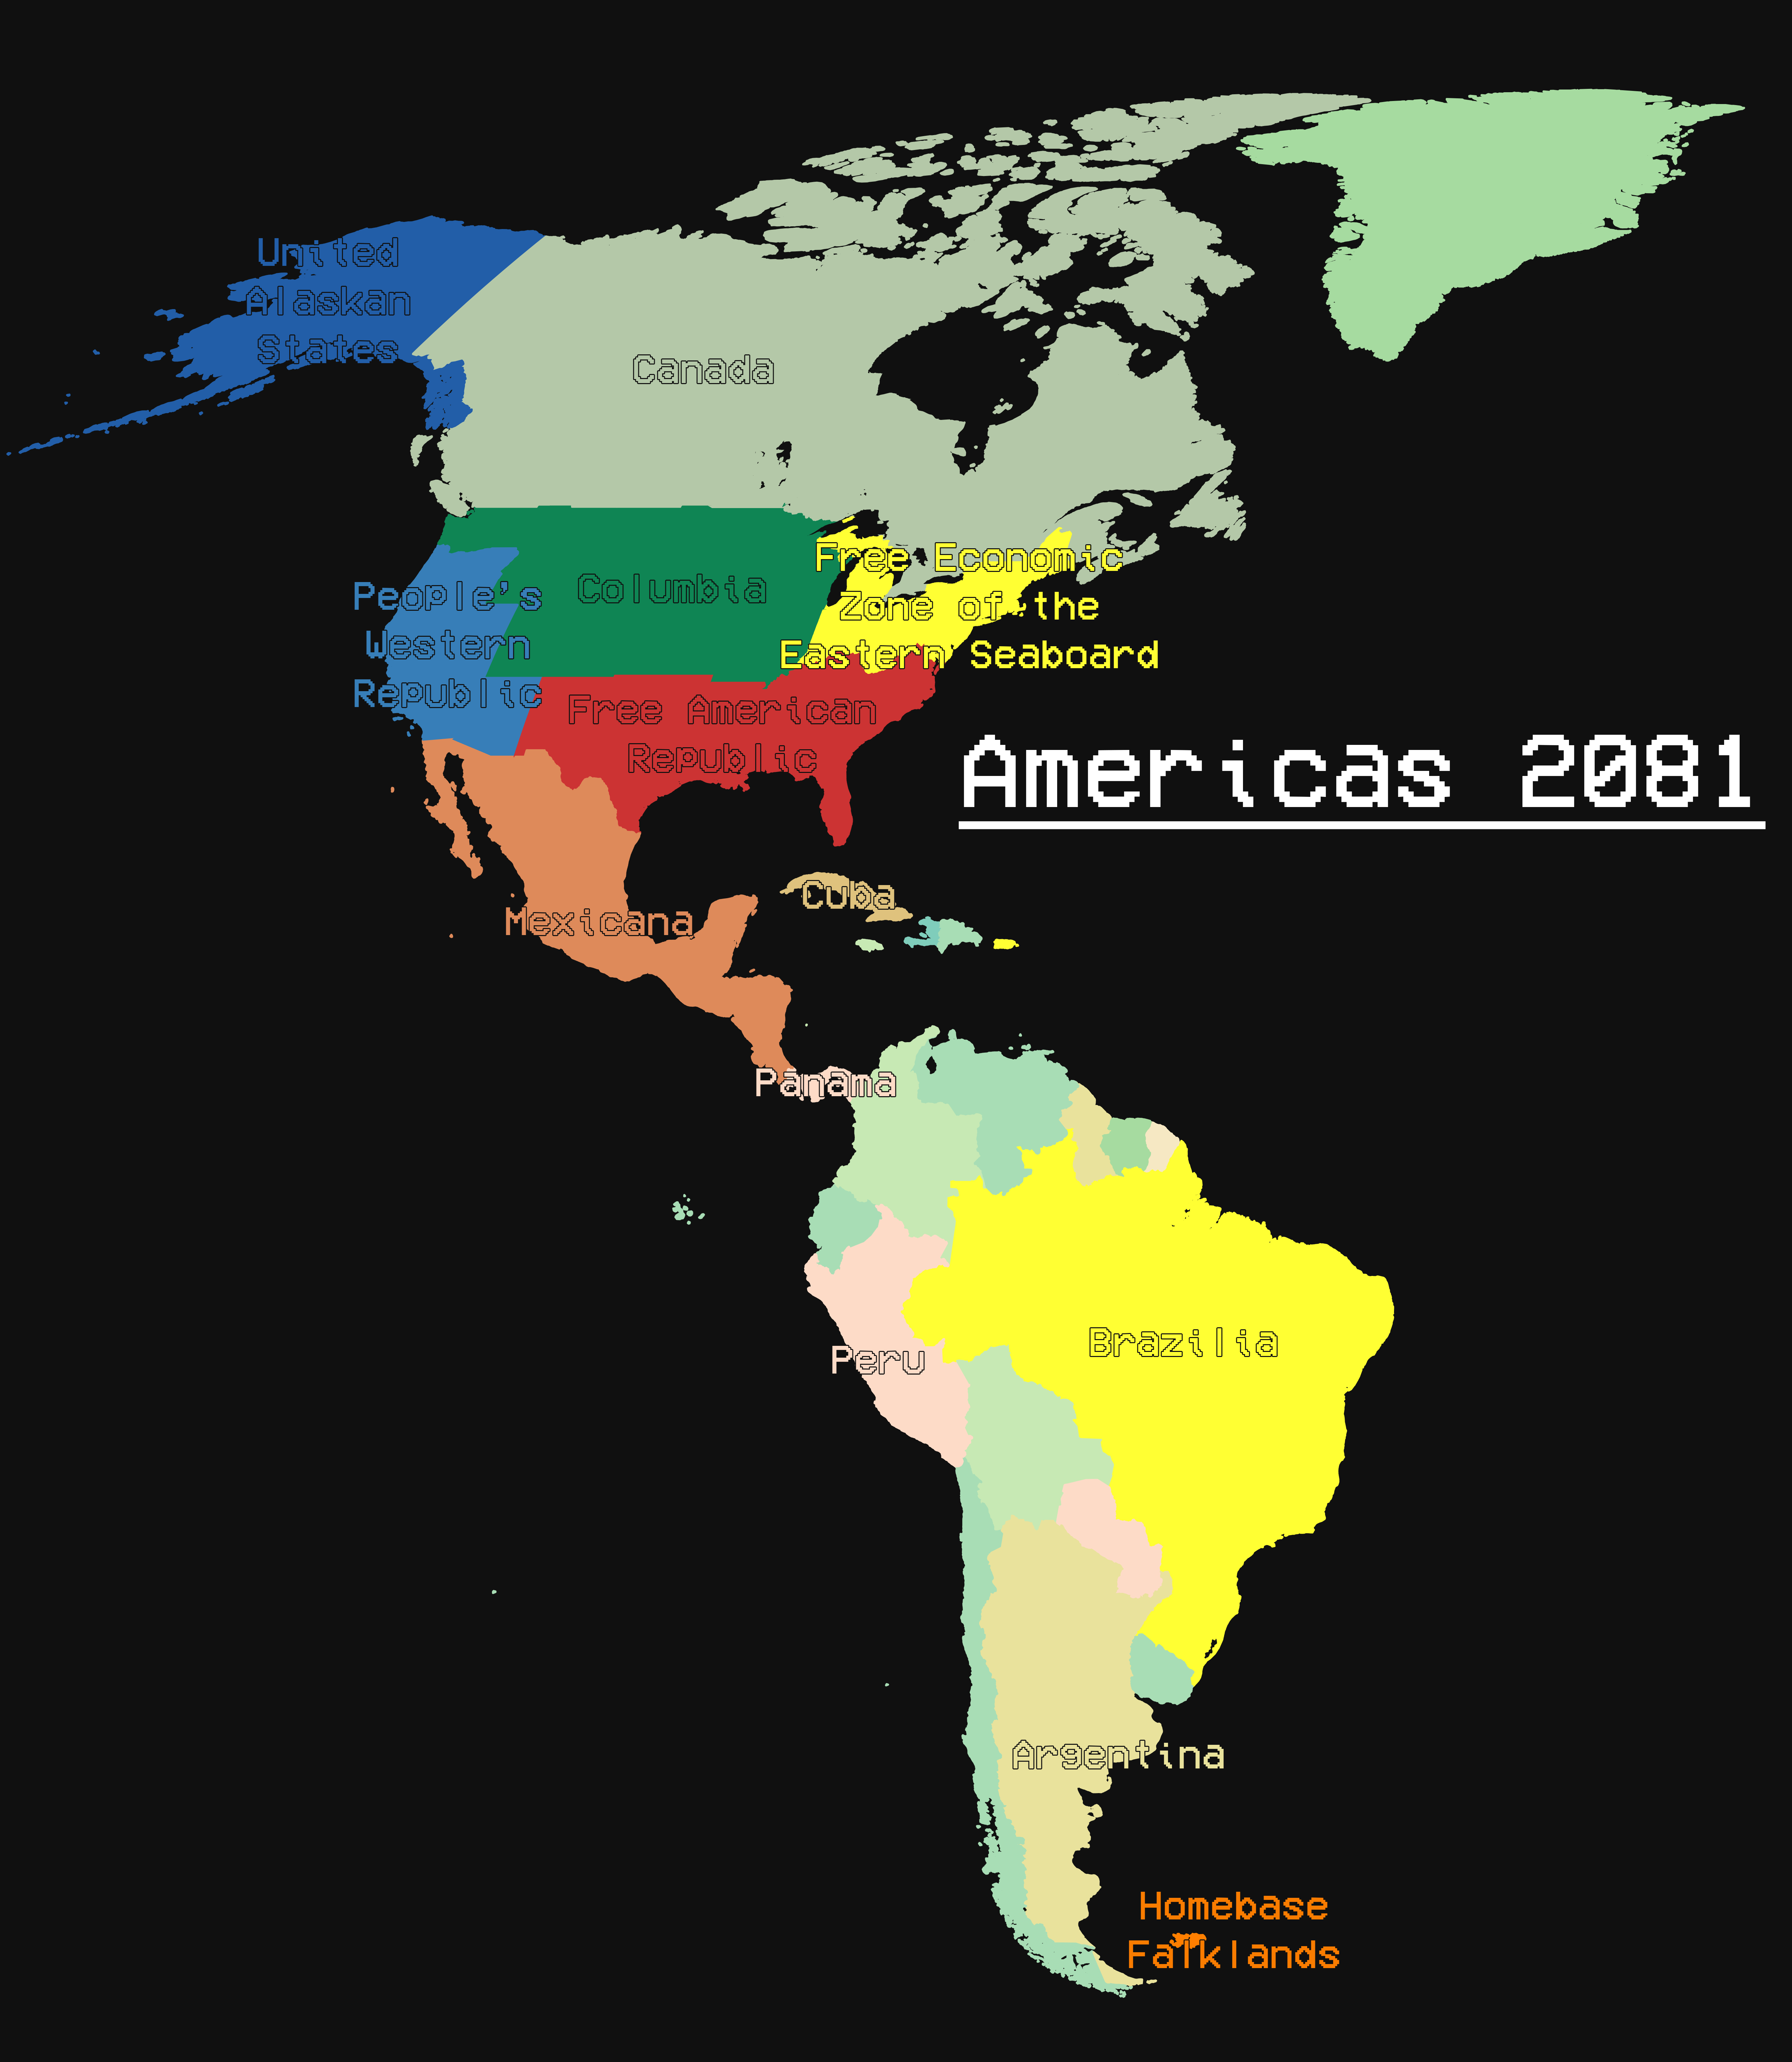 United
Alaskan
States
Canada
Free Economic
Zone of the
Eastern Seaboard
People's
Western
Republic
Columbia
Free American
Republic
Americas 2081
Cuba
Mexicana
Panama
Brazilia
Peru
Argentina
Homebase
Falklands